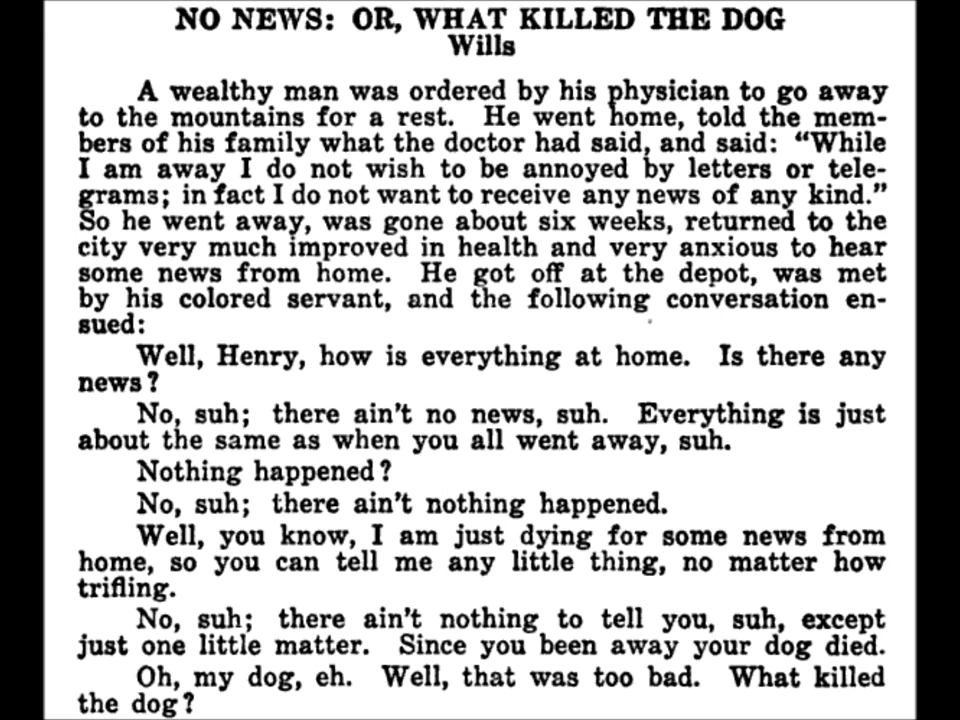 NO NEWS: OR, WHAT KILLED THE DOG
Wills
A wealthy man was ordered by his physician to go away
to the mountains for a rest. He went home, told the mem-
bers of his family what the doctor had said, and said: "While
I am away I do not wish to be annoyed by letters or tele-
grams; in fact I do not want to receive any news of any kind."
So he went away, was gone about six weeks, returned to the
city very much improved in health and very anxious to hear
some news from home. He got off at the depot, was met
by his colored servant, and the following conversation en-
sued:
Well, Henry, how is everything at home. Is there any
news?
No, suh; there ain't no news, suh. Everything is just
about the same as when you all went away, suh.
Nothing happened?
No, suh; there ain't nothing happened.
Well, you know, I am just dying for some news from
home, so you can tell me any little thing, no matter how
trifling.
No, suh; there ain't nothing to tell you, suh, except
just one little matter. Since you been away your dog died.
Oh, my dog, eh. Well, that was too bad. What killed
the dog?